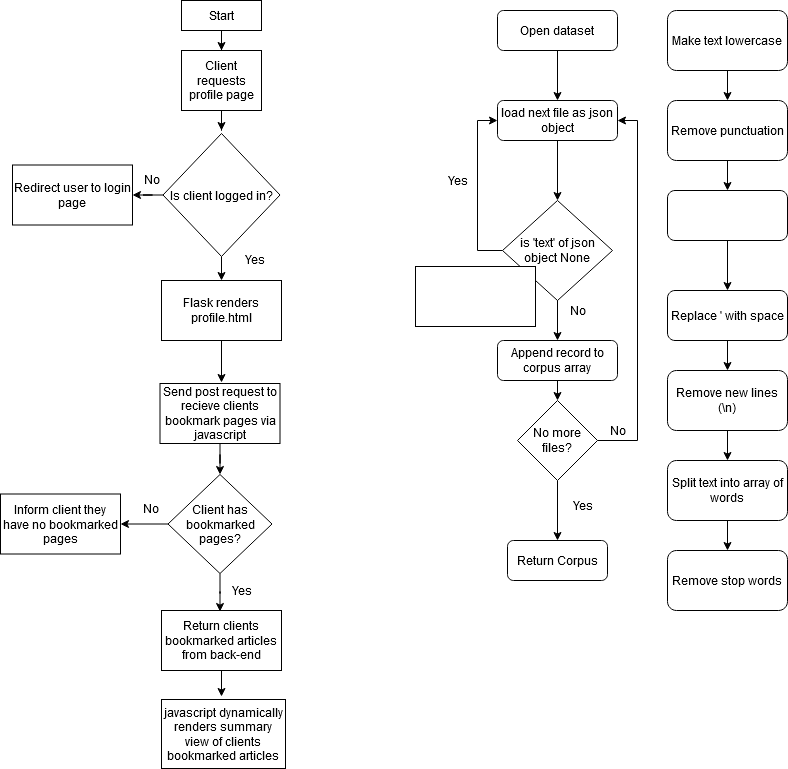 Start
Client
requests
profile page
Is client logged in?
No
Redirect user to login
page
Yes
Flask renders
profile.html
Send post request to
recieve clients
bookmark pages via
javascript
Client has
bookmarked
pages?
No
Inform client they
have no bookmarked
pages
Yes
Return clients
bookmarked articles
from back-end
javascript dynamically
renders summary
view of clients
bookmarked articles
Open dataset
load next file as json
object
Yes
is 'text' of json
object None
No
Append record to
corpus array
No more
files?
No
Yes
Return Corpus
Make text lowercase
Remove punctuation
Replace ' with space
Remove new lines
(\n)
Split text into array of
words
Remove stop words